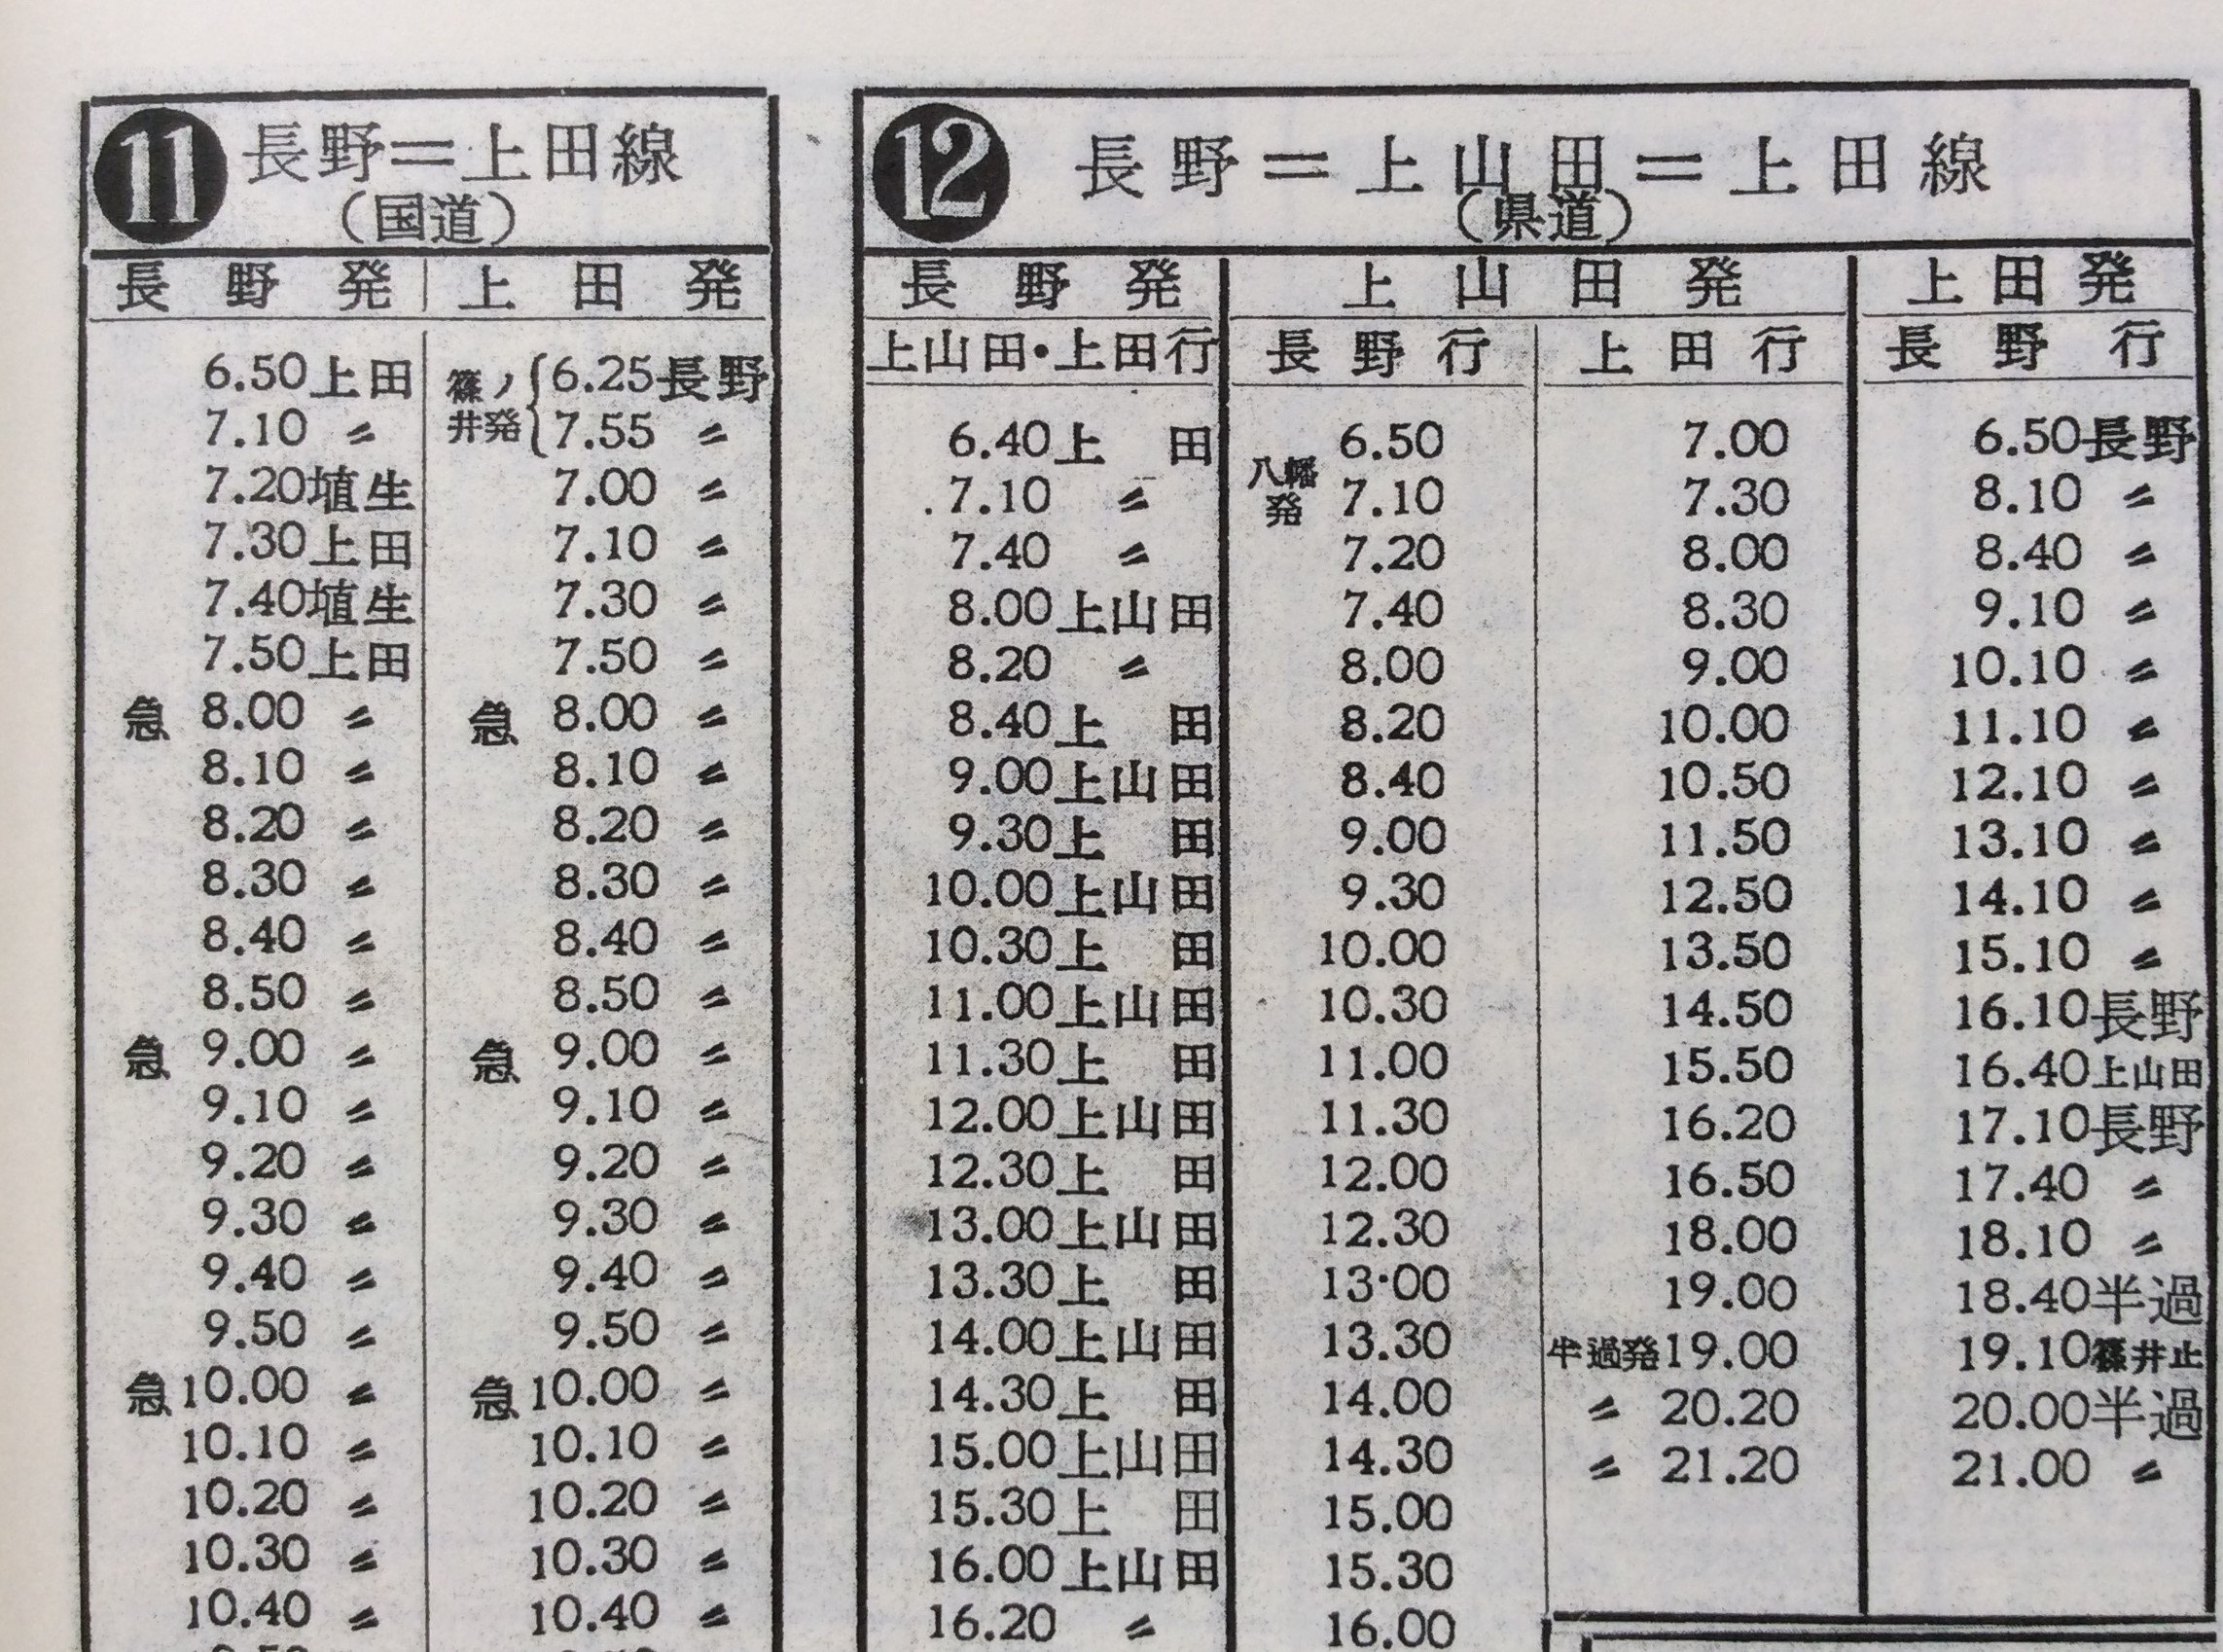 11 長野=上田線
(国道)
長野発 上田発
6.50上田 篠ノ井発{6.25長野
7.10 〃 7.55 〃
7.20埴生 7.00 〃
7.30上田 7.10 〃
7.40埴生 7.30 〃
7.50上田 7.50 〃
急 8.00 〃 急 8.00 〃
8.10 〃 8.10 〃
8.20 〃 8.20 〃
8.30 〃 8.30 〃
8.40 〃 8.40 〃
8.50 〃 8.50 〃
急 9.00 〃 急 9.00 〃
9.10 〃 9.10 〃
9.20 〃 9.20 〃
9.30 〃 9.30 〃
9.40 〃 9.40 〃
9.50 〃 9.50 〃
急10.00 〃 急10.00 〃
10.10 〃 10.10 〃
10.20 〃 10.20 〃
10.30 〃 10.30 〃
10.40 〃 10.40 〃
12 長野=上山田=上田線
(県道)
長野発 上山田発 上田発
上山田・上田行 長野行 上田行 長野行
6.40上田 6.50 7.00 6.50長野
7.10 〃 八幡発 7.10 7.30 8.10 〃
7.40 〃 7.20 8.00 8.40 〃
8.00上山田 7.40 8.30 9.10 〃
8.20 〃 8.00 9.00 10.10 〃
8.40上田 8.20 10.00 11.10 〃
9.00上山田 8.40 10.50 12.10 〃
9.30上田 9.00 11.50 13.10 〃
10.00上山田 9.30 12.50 14.10 〃
10.30上田 10.00 13.50 15.10 〃
11.00上山田 10.30 14.50 16.10長野
11.30上田 11.00 15.50 16.40上山田
12.00上山田 11.30 16.20 17.10長野
12.30上田 12.00 16.50 17.40 〃
13.00上山田 12.30 18.00 18.10 〃
13.30上田 13·00 19.00 18.40半過
14.00上山田 13.30 半過発19.00 19.10篠井止
14.30上田 14.00 〃 20.20 20.00半過
15.00上山田 14.30 〃 21.20 21.00 〃
15.30上田 15.00
16.00上山田 15.30
16.20 〃 16.00